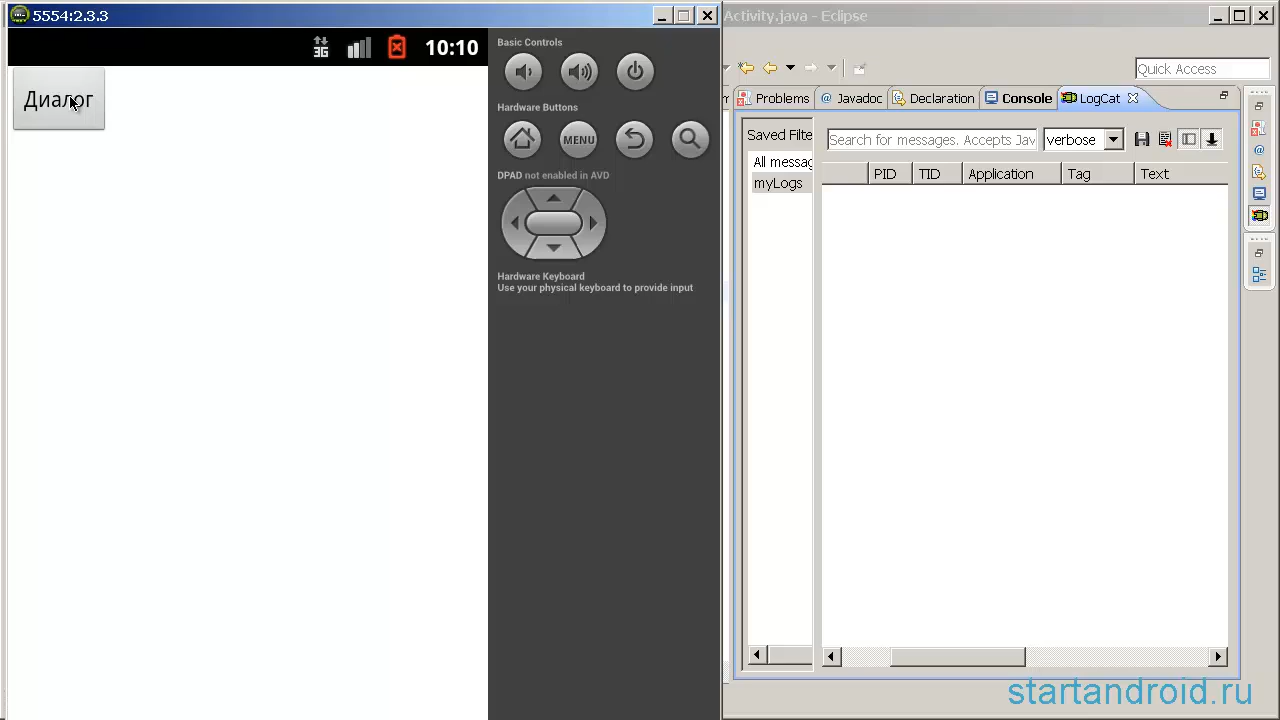 5554:2.3.3
Activity.java - Eclipse
3G
10:10
Диалог
Basic Controls
Hardware Buttons
MENU
DPAD not enabled in AVD
Hardware Keyboard
Use your physical keyboard to provide input
Quick Access
Problems
@ Javadoc
Declaration
Console
LogCat
Saved Filte
Search for messages. Accepts Jav
verbose
All messag
myLogs
PID
TID
Application
Tag
Text
startandroid.ru